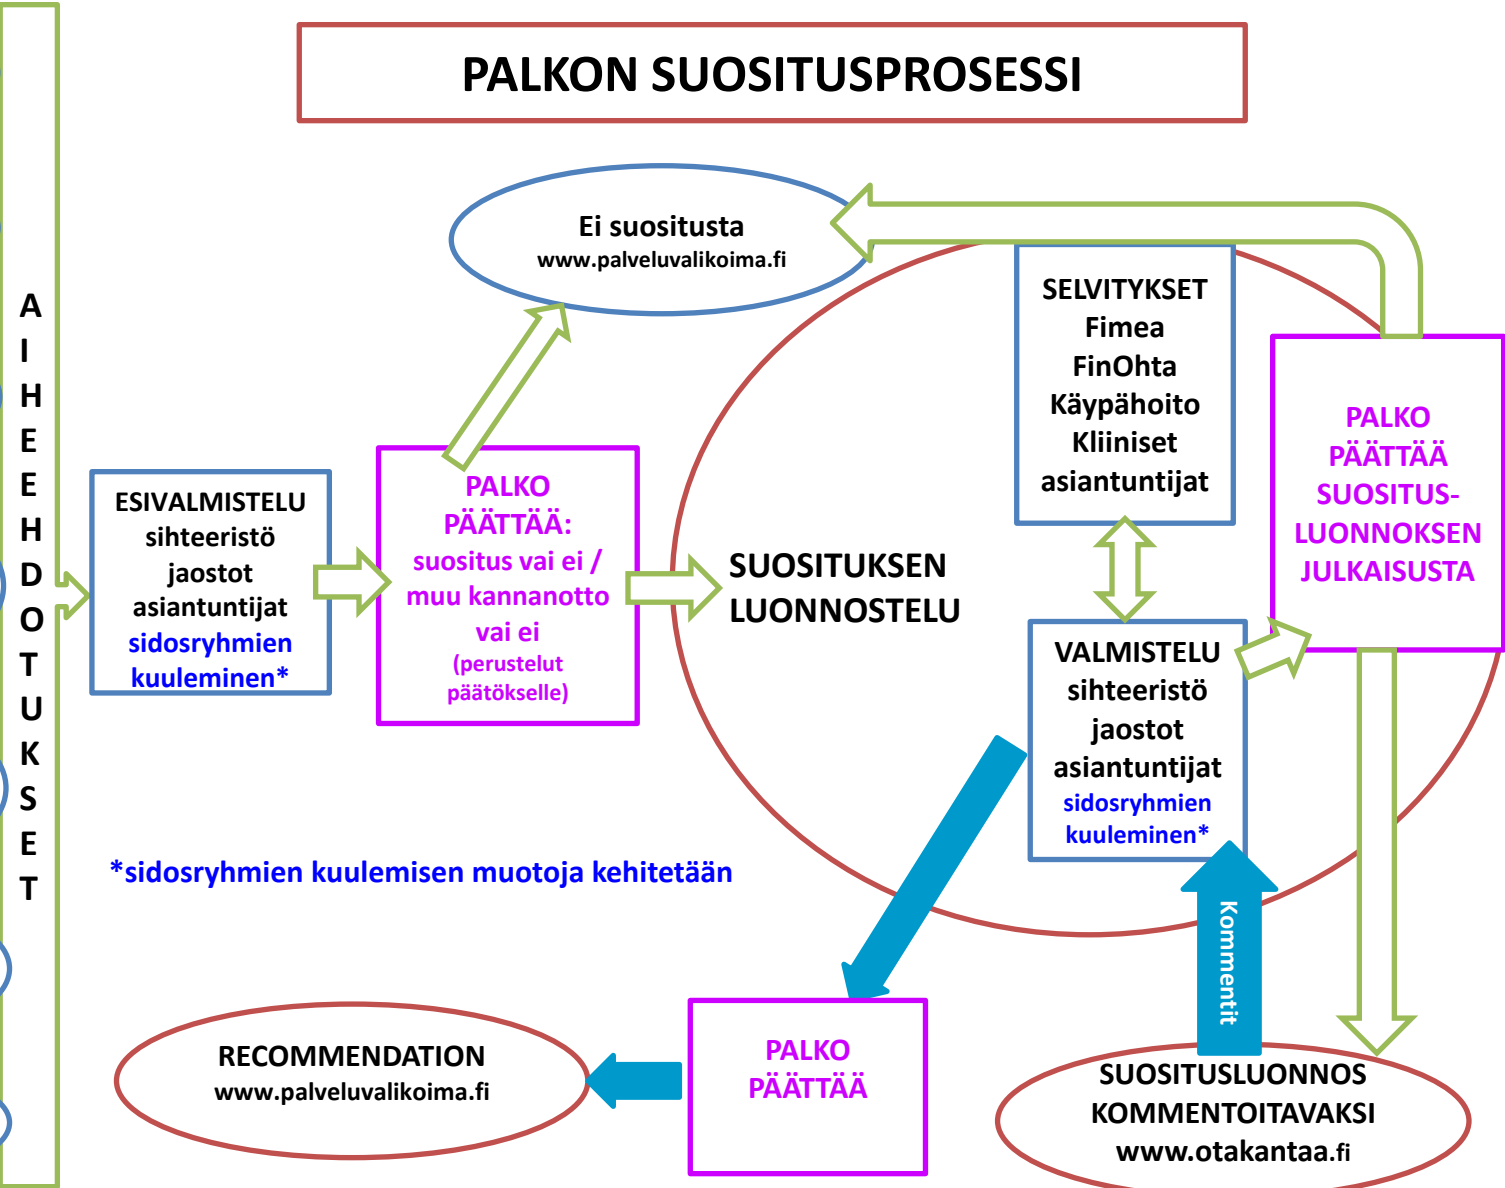 PALKON SUOSITUSPROSESSI
A
I
H
E
E
H
D
O
T
U
K
S
E
T
Ei suositusta
www.palveluvalikoima.fi
ESIVALMISTELU
sihteeristö
jaostot
asiantuntijat
sidosryhmien
kuuleminen*
PALKO
PÄÄTTÄÄ:
suositus vai ei /
muu kannanotto
vai ei
(perustelut
päätökselle)
SUOSITUKSEN
LUONNOSTELU
SELVITYKSET
Fimea
FinOhta
Käypähoito
Kliiniset
asiantuntijat
PALKO
PÄÄTTÄÄ
SUOSITUS-
LUONNOKSEN
JULKAISUSTA
VALMISTELU
sihteeristö
jaostot
asiantuntijat
sidosryhmien
kuuleminen*
*sidosryhmien kuulemisen muotoja kehitetään
Kommentit
RECOMMENDATION
www.palveluvalikoima.fi
PALKO
PÄÄTTÄÄ
SUOSITUSLUONNOS
KOMMENTOITAVAKSI
www.otakantaa.fi